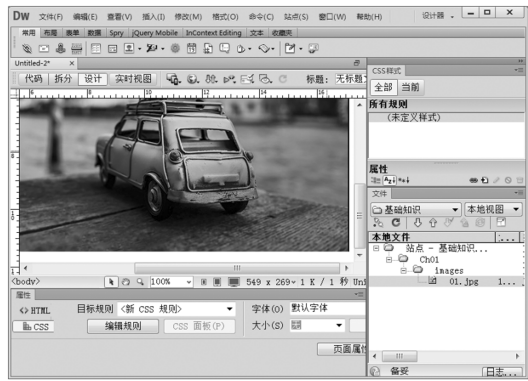 DW 文件(F) 编辑(E) 查看(V) 插入(I) 修改(M) 格式(O) 命令(C) 站点(S) 窗口(W) 帮助(H) 设计器
常用 布局 表单 数据 Spry jQuery Mobile InContext Editing 文本 收藏夹
Untitled-2* ×
代码 拆分 设计 实时视图 标题: 无标题
8 10 12 14 16
<body> 100% 549 x 269 1 K / 1 秒 Uni
属性
<> HTML 目标规则 <新 CSS 规则> 字体(O) 默认字体
CSS 编辑规则 CSS 面板(P) 大小(S)
页面属性
CSS样式
全部 当前
所有规则
(未定义样式)
属性
文件
基础知识 本地视图
本地文件
站点 - 基础知识...
Ch01
images
01.jpg 1...
备妥 日志...